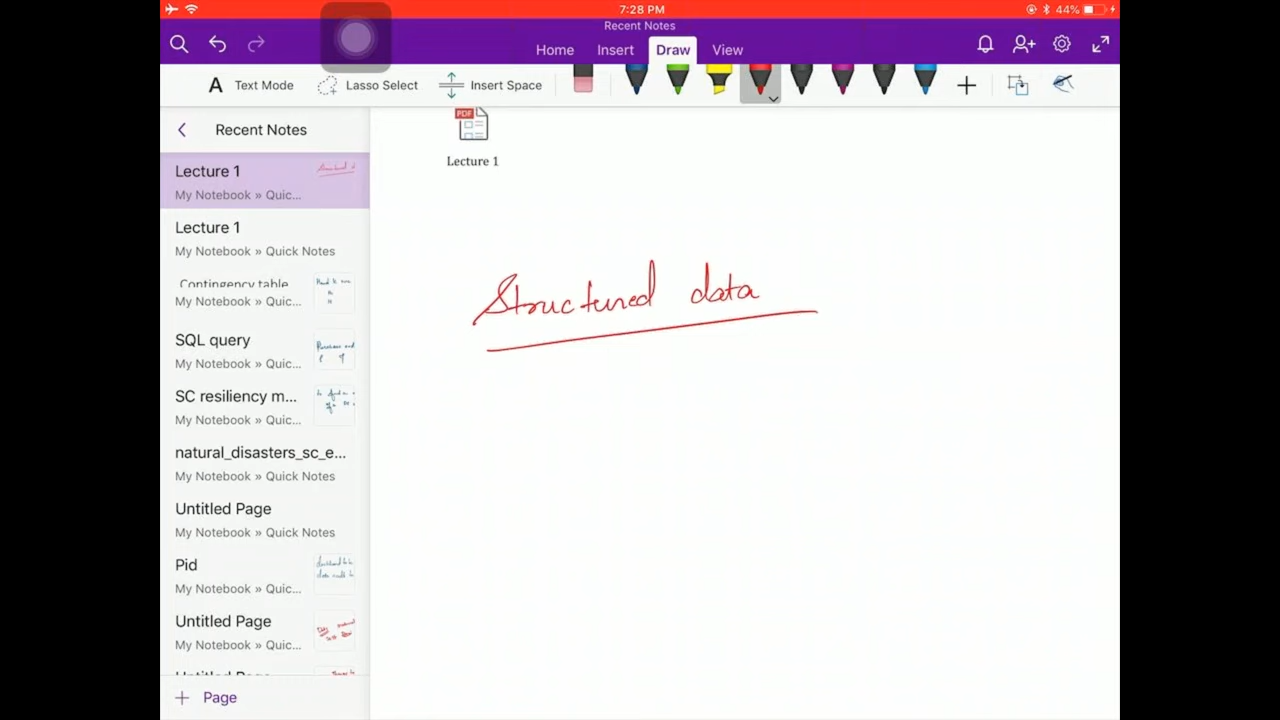 7:28 PM
44%
Recent Notes
Home Insert Draw View
A Text Mode Lasso Select Insert Space
Recent Notes
Lecture 1
My Notebook » Quic...
Lecture 1
My Notebook » Quick Notes
Contingency table
My Notebook » Quic...
SQL query
My Notebook » Quic...
SC resiliency m...
My Notebook » Quic...
natural_disasters_sc_e...
My Notebook » Quick Notes
Untitled Page
My Notebook » Quick Notes
Pid
My Notebook » Quic...
Untitled Page
My Notebook » Quic...
Untitled Page
+ Page
PDF
Lecture 1
Structured data